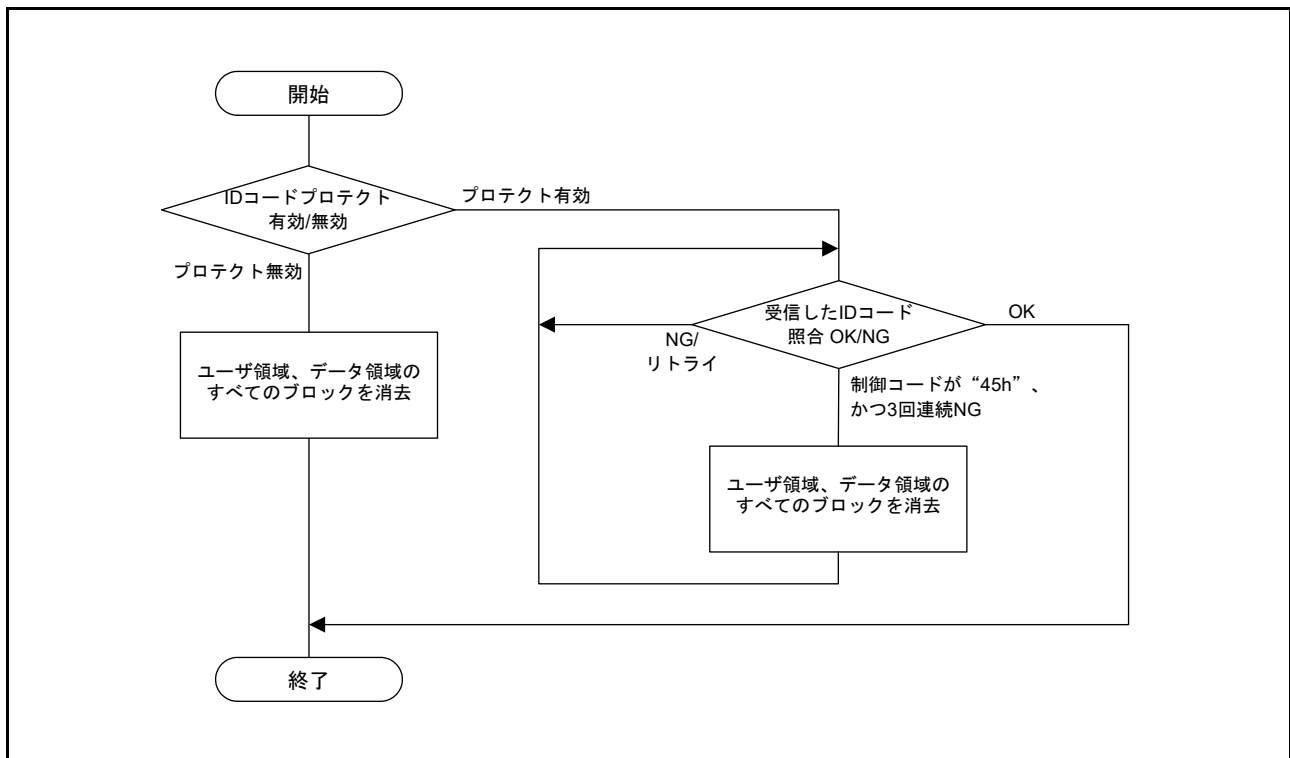 開始
IDコードプロテクト
有効/無効
プロテクト有効
プロテクト無効
ユーザ領域、データ領域の
すべてのブロックを消去
受信したIDコード
照合 OK/NG
OK
NG/
リトライ
制御コードが“45h”、
かつ3回連続NG
ユーザ領域、データ領域の
すべてのブロックを消去
終了